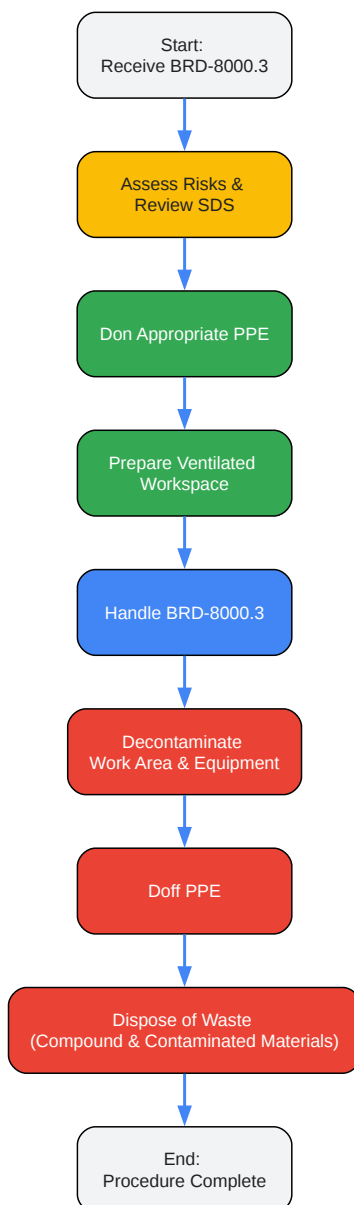 Start:
Receive BRD-8000.3
Assess Risks &
Review SDS
Don Appropriate PPE
Prepare Ventilated
Workspace
Handle BRD-8000.3
Decontaminate
Work Area & Equipment
Doff PPE
Dispose of Waste
(Compound & Contaminated Materials)
End:
Procedure Complete